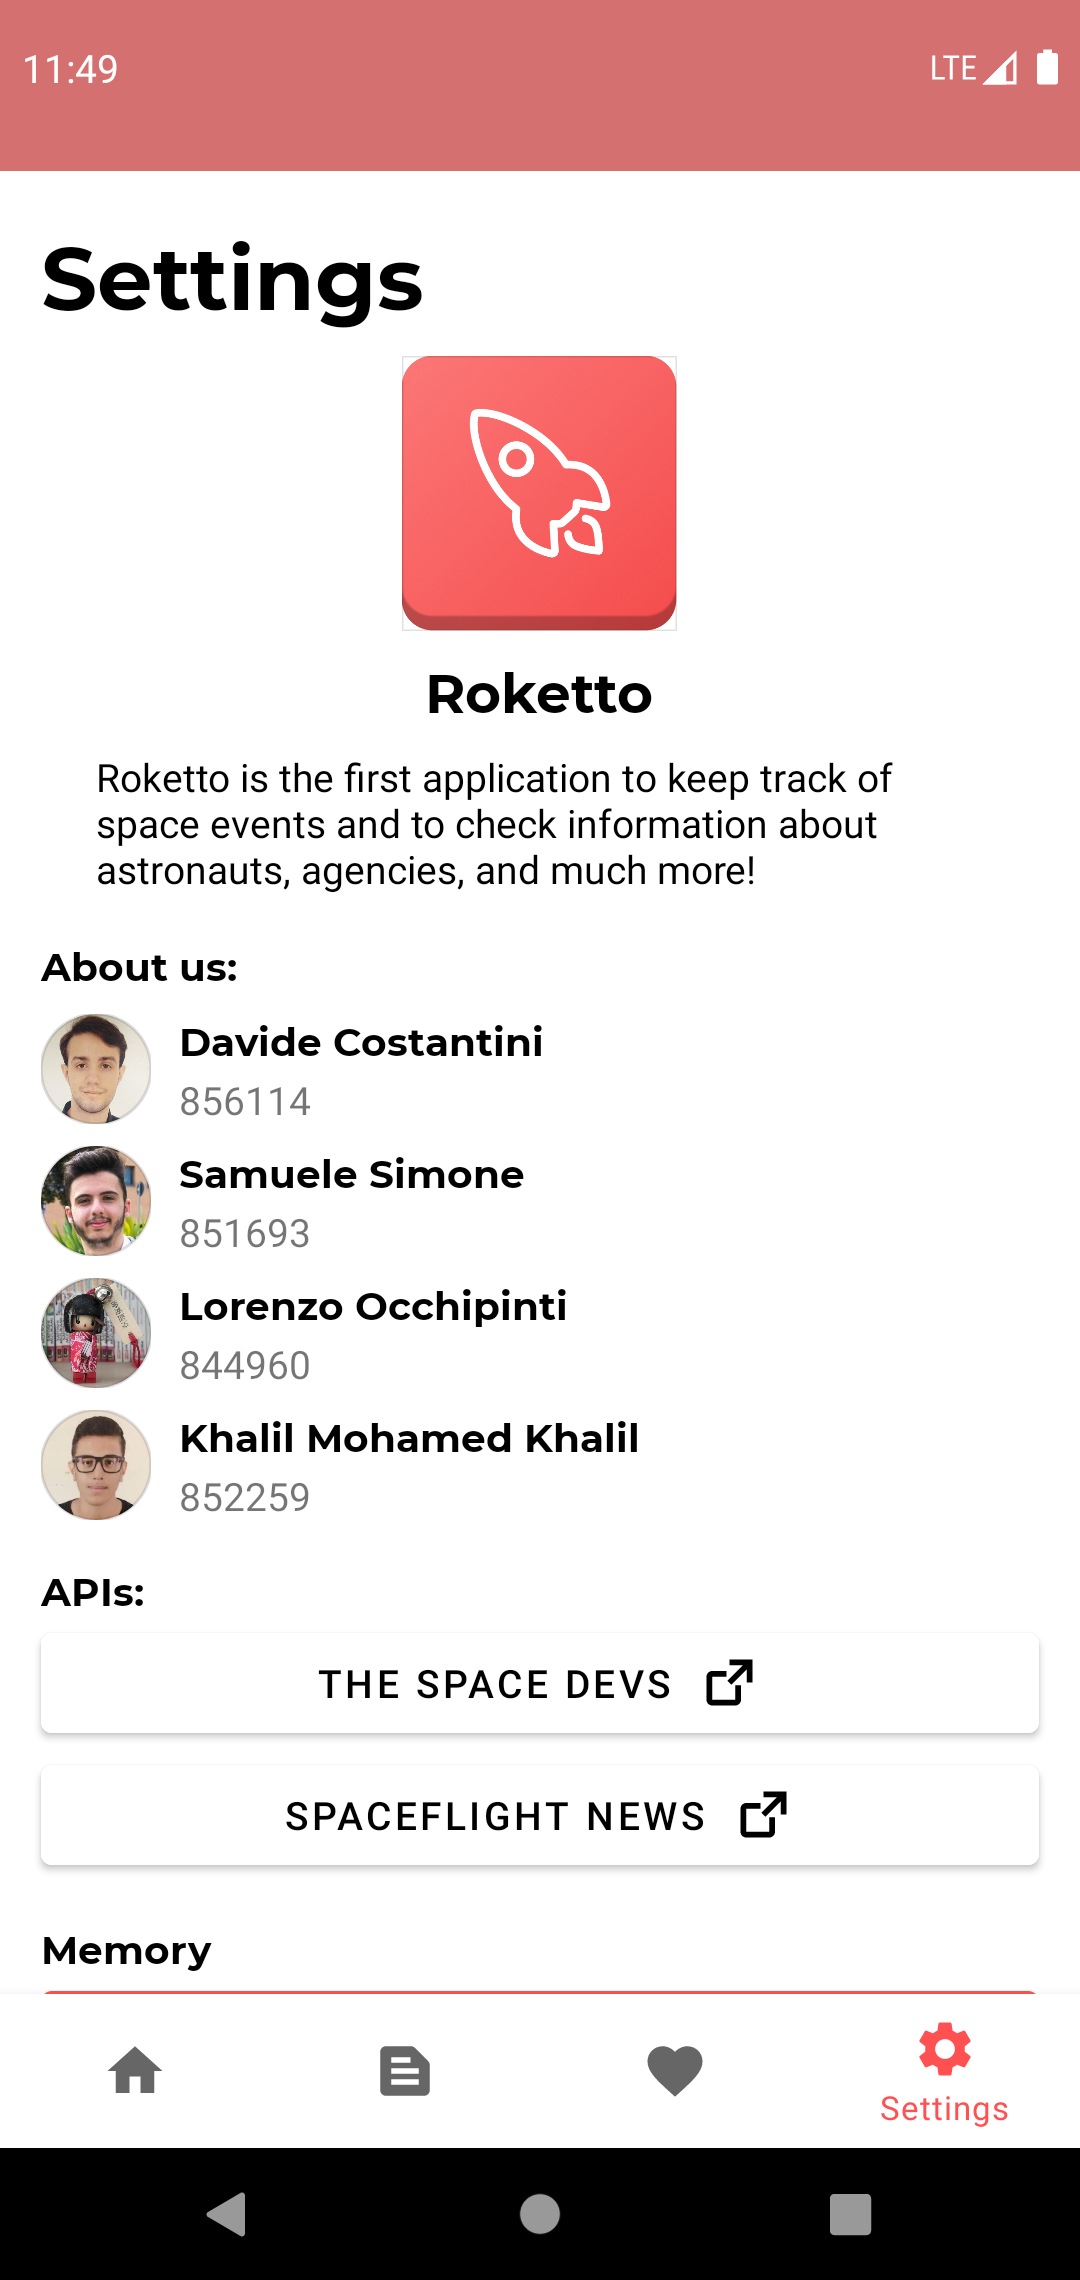 11:49
LTE
Settings
Roketto
Roketto is the first application to keep track of
space events and to check information about
astronauts, agencies, and much more!
About us:
Davide Costantini
856114
Samuele Simone
851693
Lorenzo Occhipinti
844960
Khalil Mohamed Khalil
852259
APIs:
THE SPACE DEVS
SPACEFLIGHT NEWS
Memory
Settings